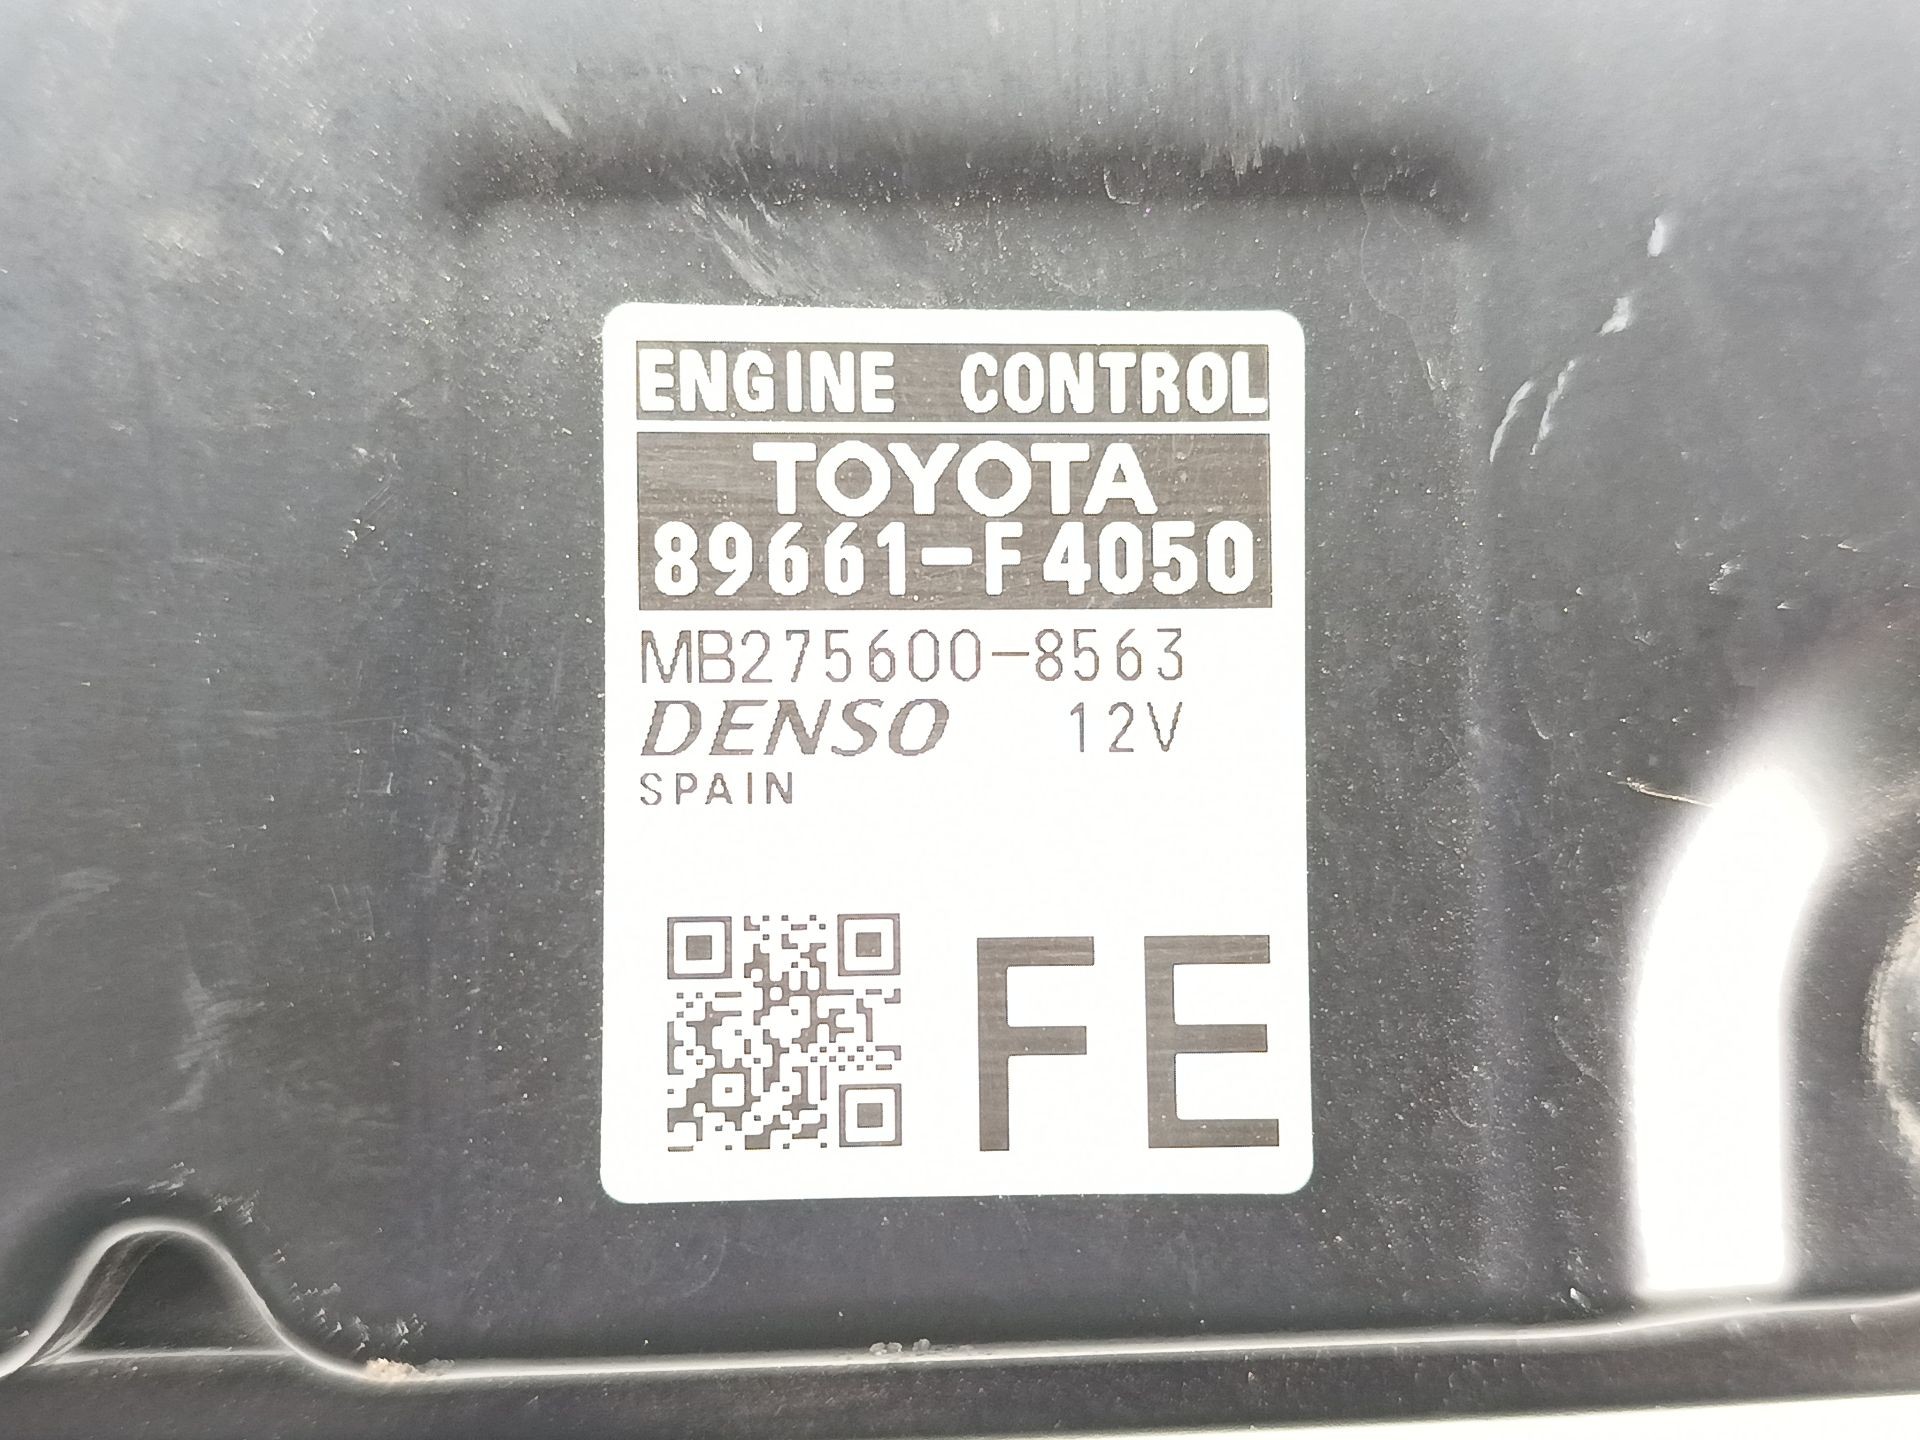 ENGINE CONTROL
TOYOTA
89661-F4050
MB275600-8563
DENSO 12V
SPAIN
FE